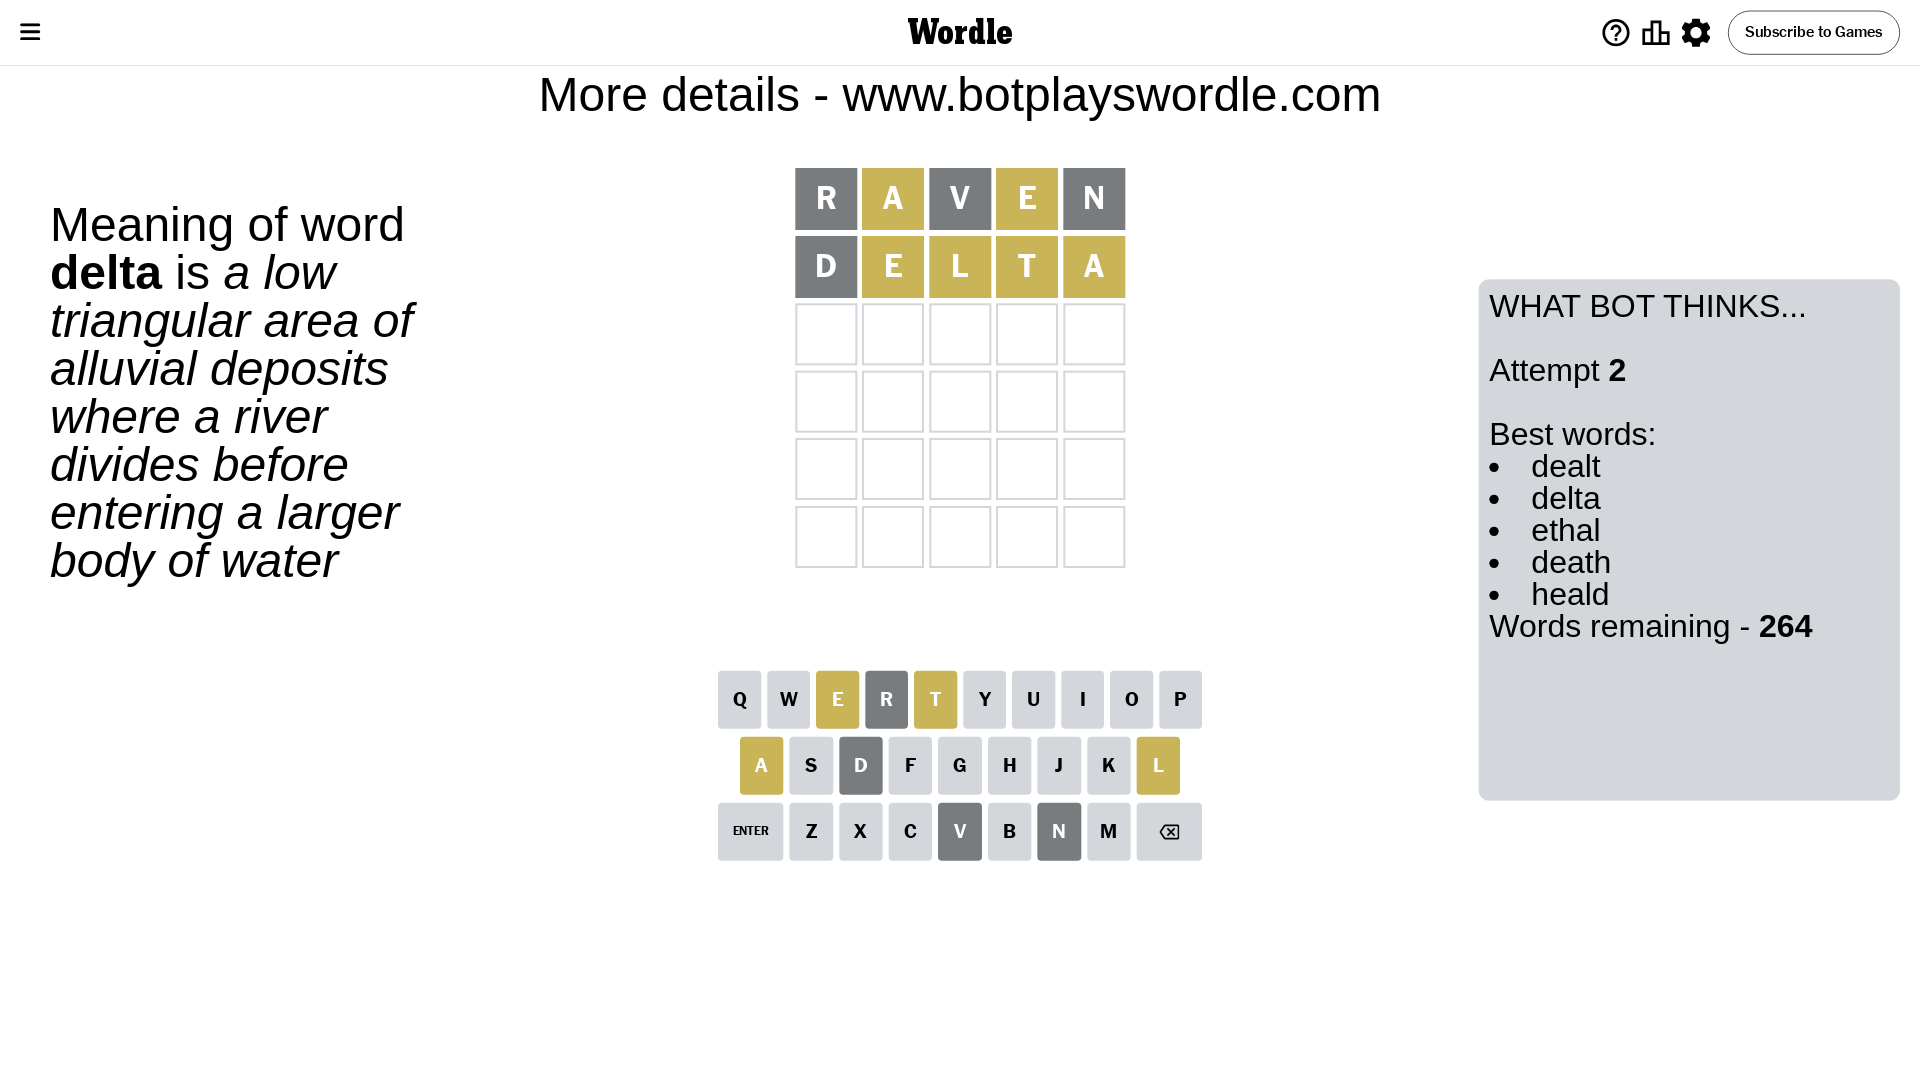 Wordle
Subscribe to Games
More details - www.botplayswordle.com
Meaning of word
delta is a low
triangular area of
alluvial deposits
where a river
divides before
entering a larger
body of water
R A V E N
D E L T A
WHAT BOT THINKS...
Attempt 2
Best words:
• dealt
• delta
• ethal
• death
• heald
Words remaining - 264
Q W E R T Y U I O P
A S D F G H J K L
ENTER Z X C V B N M